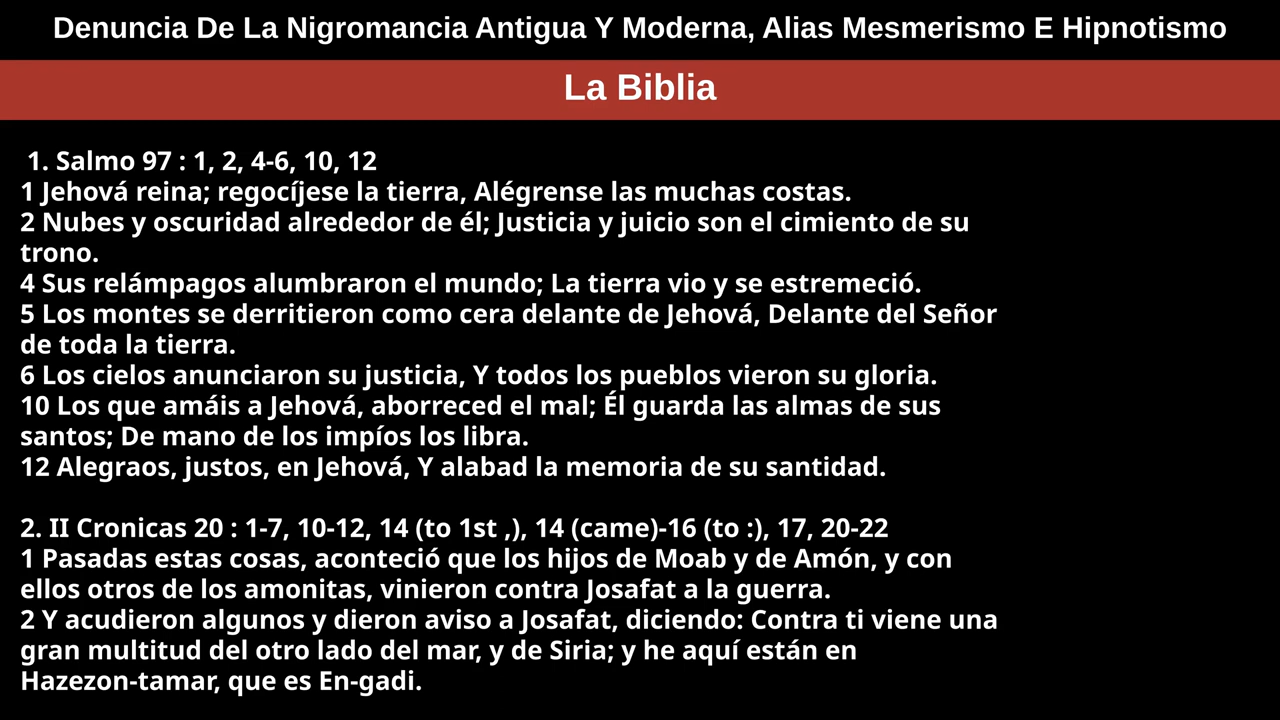 Denuncia De La Nigromancia Antigua Y Moderna, Alias Mesmerismo E Hipnotismo
La Biblia
1. Salmo 97 : 1, 2, 4-6, 10, 12
1 Jehová reina; regocíjese la tierra, Alégrense las muchas costas.
2 Nubes y oscuridad alrededor de él; Justicia y juicio son el cimiento de su
trono.
4 Sus relámpagos alumbraron el mundo; La tierra vio y se estremeció.
5 Los montes se derritieron como cera delante de Jehová, Delante del Señor
de toda la tierra.
6 Los cielos anunciaron su justicia, Y todos los pueblos vieron su gloria.
10 Los que amáis a Jehová, aborreced el mal; Él guarda las almas de sus
santos; De mano de los impíos los libra.
12 Alegraos, justos, en Jehová, Y alabad la memoria de su santidad.
2. II Cronicas 20 : 1-7, 10-12, 14 (to 1st ,), 14 (came)-16 (to :), 17, 20-22
1 Pasadas estas cosas, aconteció que los hijos de Moab y de Amón, y con
ellos otros de los amonitas, vinieron contra Josafat a la guerra.
2 Y acudieron algunos y dieron aviso a Josafat, diciendo: Contra ti viene una
gran multitud del otro lado del mar, y de Siria; y he aquí están en
Hazezon-tamar, que es En-gadi.